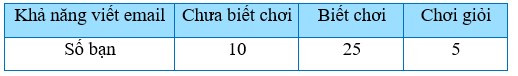 Khả năng viết email Chưa biết chơi Biết chơi Chơi giỏi
Số bạn 10 25 5